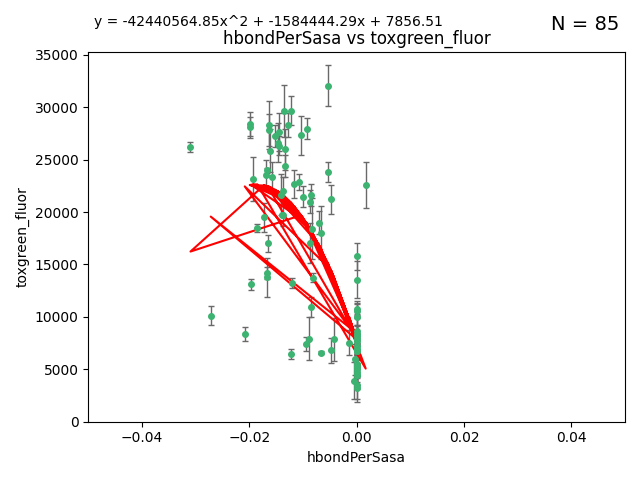 y = -42440564.85x^2 + -1584444.29x + 7856.51
N = 85
hbondPerSasa vs toxgreen_fluor
35000
30000
25000
20000
15000
10000
5000
0
toxgreen_fluor
−0.04
−0.02
0.00
0.02
0.04
hbondPerSasa